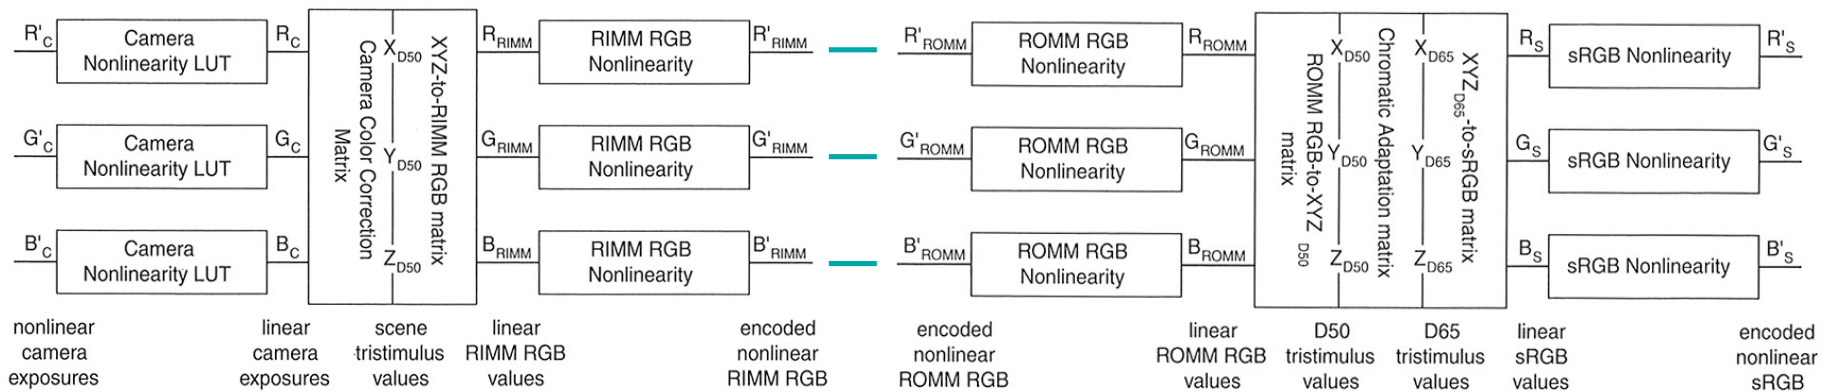 R'C
Camera
Nonlinearity LUT
RC
G'C
Camera
Nonlinearity LUT
GC
B'C
Camera
Nonlinearity LUT
BC
Camera Color Correction
Matrix
XD50
YD50
ZD50
XYZ-to-RIMM RGB matrix
RRIMM
RIMM RGB
Nonlinearity
R'RIMM
GRIMM
RIMM RGB
Nonlinearity
G'RIMM
BRIMM
RIMM RGB
Nonlinearity
B'RIMM
nonlinear
camera
exposures
linear
camera
exposures
scene
tristimulus
values
linear
RIMM RGB
values
encoded
nonlinear
RIMM RGB
R'ROMM
ROMM RGB
Nonlinearity
RROMM
G'ROMM
ROMM RGB
Nonlinearity
GROMM
B'ROMM
ROMM RGB
Nonlinearity
BROMM
ROMM RGB-to-XYZD50
matrix
XD50
YD50
ZD50
Chromatic Adaptation matrix
XD65
YD65
ZD65
XYZD65-to-sRGB matrix
RS
sRGB Nonlinearity
R'S
GS
sRGB Nonlinearity
G'S
BS
sRGB Nonlinearity
B'S
encoded
nonlinear
ROMM RGB
linear
ROMM RGB
values
D50
tristimulus
values
D65
tristimulus
values
linear
sRGB
values
encoded
nonlinear
sRGB